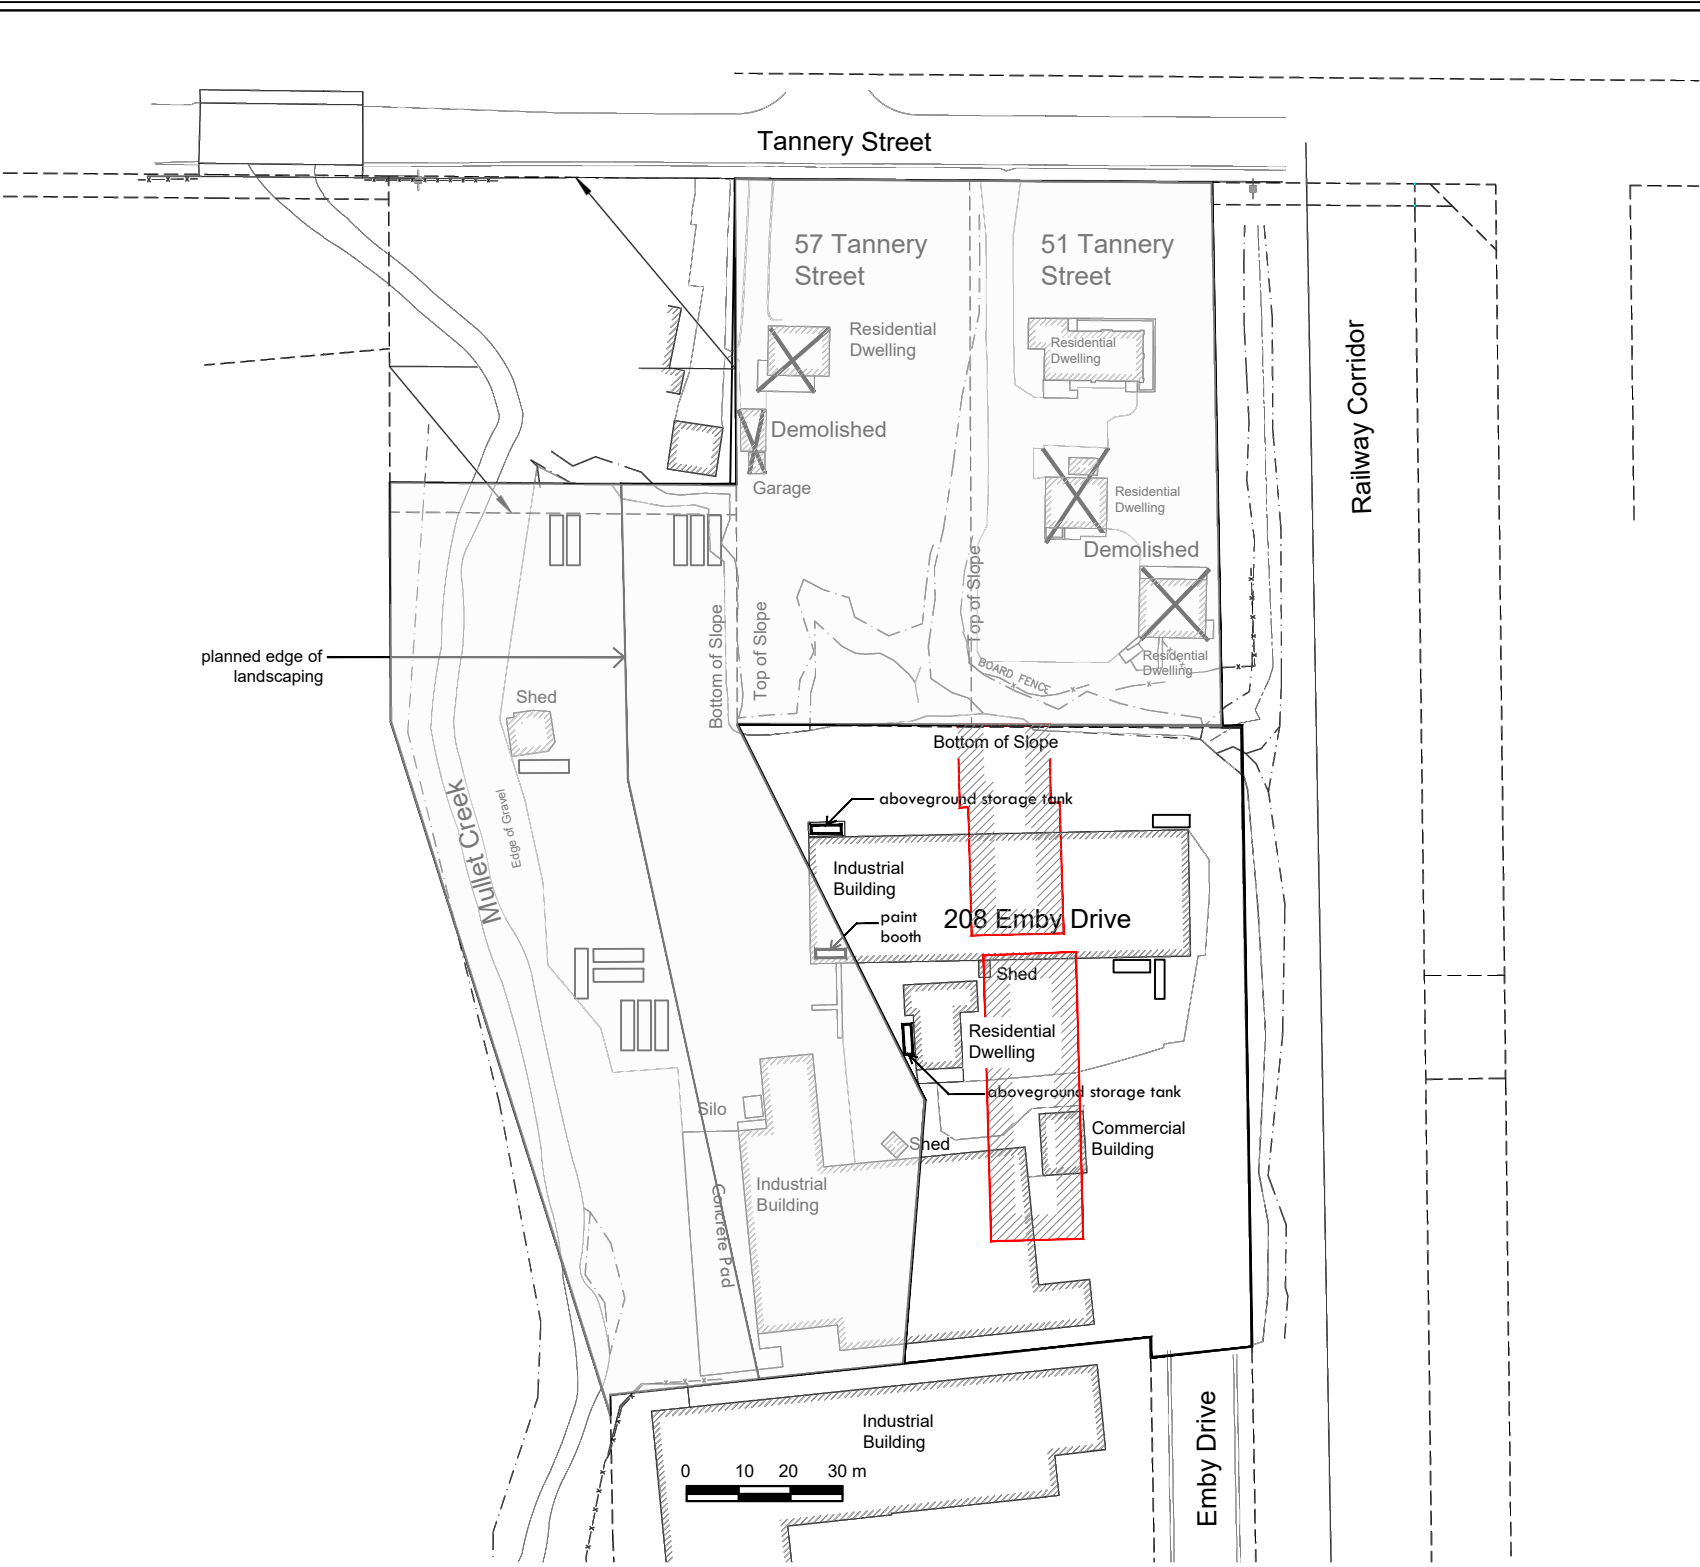 Tannery Street
57 Tannery
Street
51 Tannery
Street
Residential
Dwelling
Residential
Dwelling
Demolished
Garage
Residential
Dwelling
Demolished
Residential
Dwelling
Railway Corridor
Top of Slope
Bottom of Slope
Top of Slope
BOARD FENCE
planned edge of
landscaping
Shed
Bottom of Slope
aboveground storage tank
Mullet Creek
Edge of Gravel
Industrial
Building
paint
booth
208 Emby Drive
Shed
Residential
Dwelling
aboveground storage tank
Silo
Shed
Commercial
Building
Industrial
Building
Concrete Pad
Industrial
Building
Emby Drive
0 10 20 30 m